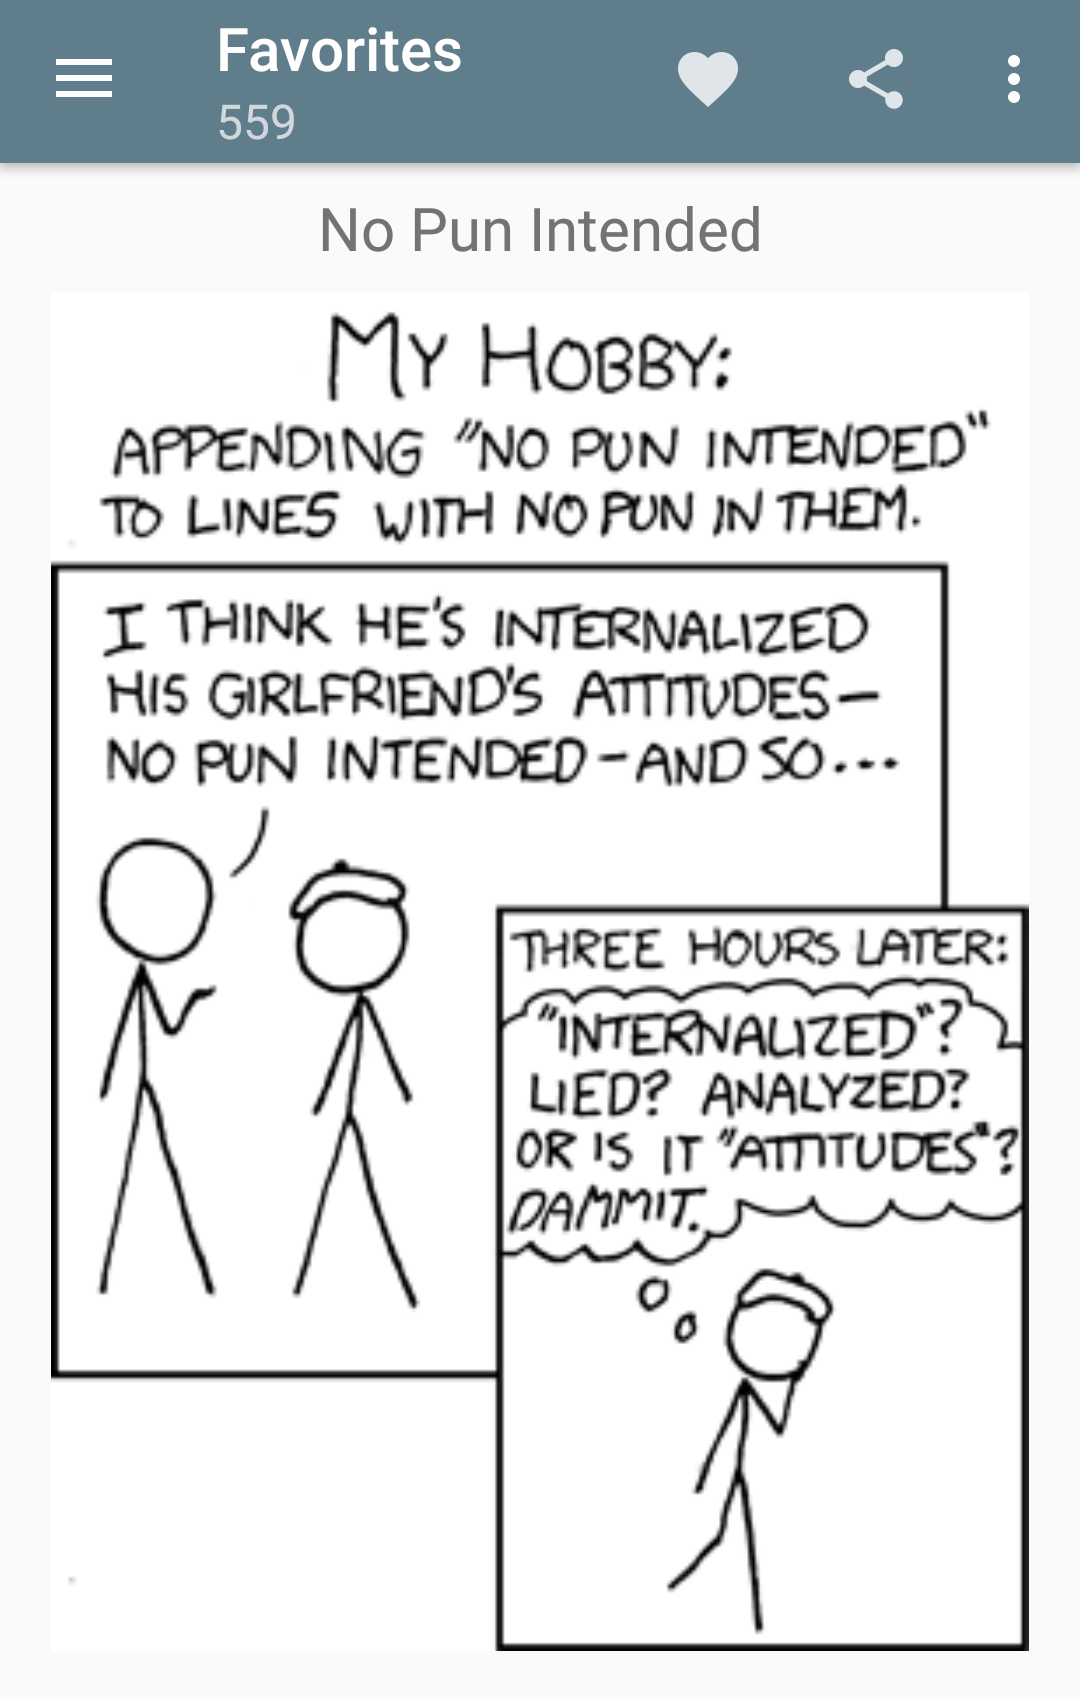 Favorites
559
No Pun Intended
MY HOBBY:
APPENDING "NO PUN INTENDED"
TO LINES WITH NO PUN IN THEM.
I THINK HE'S INTERNALIZED
HIS GIRLFRIEND'S ATTITUDES—
NO PUN INTENDED-AND SO...
THREE HOURS LATER:
"INTERNALIZED"?
LIED? ANALYZED?
OR IS IT "ATTITUDES"?
DAMMIT.